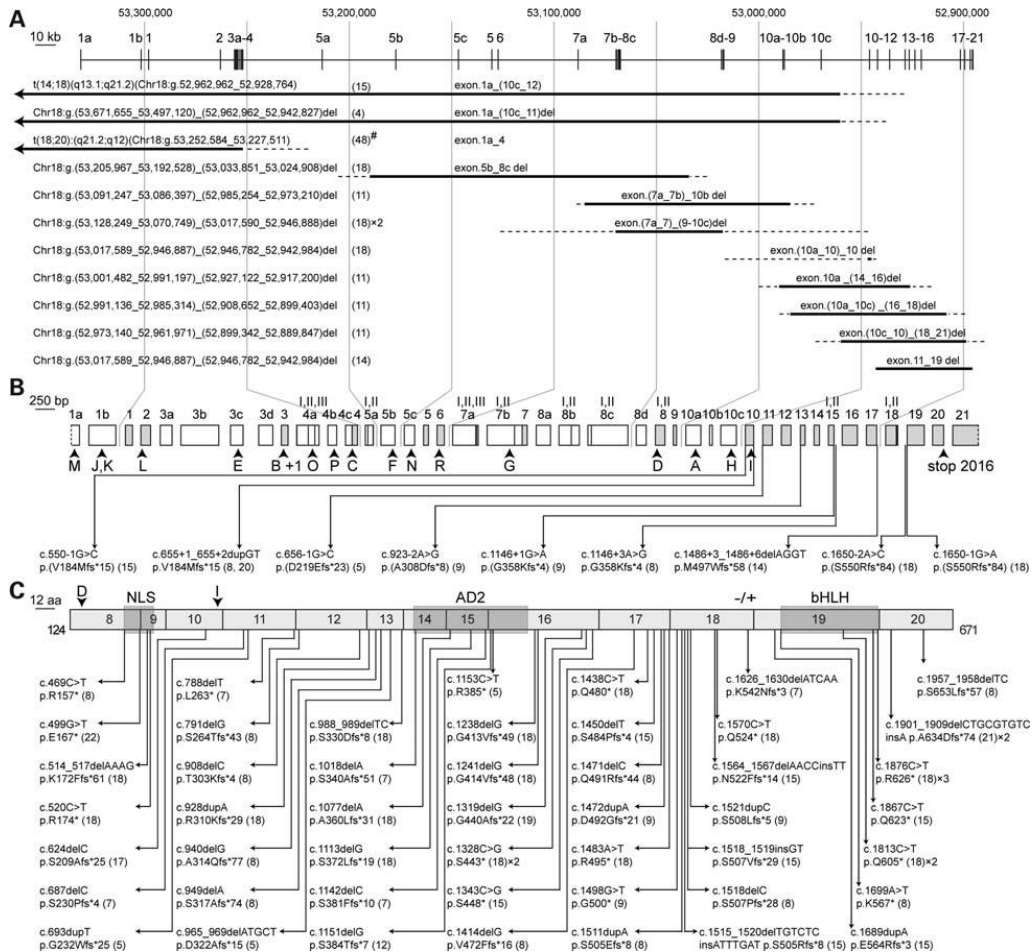 A
53,300,000 53,200,000 53,100,000 53,000,000 52,900,000
10 kb
1a 1b 1 2 3a-4 5a 5b 5c 5 6 7a 7b-8c 8d-9 10a-10b 10c 10-12 13-16 17-21
t(14;18)(q13.1;q21.2)(Chr18:g.52,962,962_52,928,764) (15) exon.1a_(10c_12)
Chr18:g.(53,671,655_53,497,120)_(52,962,962_52,942,827)del (4) exon.1a_(10c_11)del
t(18;20):(q21.2;q12)(Chr18:g.53,252,584_53,227,511) (48)# exon.1a_4
Chr18:g.(53,205,967_53,192,528)_(53,033,851_53,024,908)del (18) exon.5b_8c del
Chr18:g.(53,091,247_53,086,397)_(52,985,254_52,973,210)del (11) exon.(7a_7b)_10b del
Chr18:g.(53,128,249_53,070,749)_(53,017,590_52,946,888)del (18)×2 exon.(7a_7)_(9-10c)del
Chr18:g.(53,017,589_52,946,887)_(52,946,782_52,942,984)del (18) exon.(10a_10)_10 del
Chr18:g.(53,001,482_52,991,197)_(52,927,122_52,917,200)del (11) exon.10a _(14_16)del
Chr18:g.(52,991,136_52,985,314)_(52,908,652_52,899,403)del (11) exon.(10a_10c) _(16_18)del
Chr18:g.(52,973,140_52,961,971)_(52,899,342_52,889,847)del (11) exon.(10c_10)_(18_21)del
Chr18:g.(53,017,589_52,946,887)_(52,946,782_52,942,984)del (14) exon.11_19 del
B
250 bp
I,II,III I,II I,II,III I,II I,II I,II I,II I,II I,II
1a 1b 1 2 3a 3b 3c 3d 3 4a 4b 4c 4 5a 5b 5c 5 6 7a 7b 7 8a 8b 8c 8d 8 9 10a 10b 10c 10 11 12 13 14 15 16 17 18 19 20 21
M J,K L E B +1 O P C F N R G D A H I stop 2016
c.550-1G>C c.655+1_655+2dupGT c.656-1G>C c.923-2A>G c.1146+1G>A c.1146+3A>G c.1486+3_1486+6delAGGT c.1650-2A>C c.1650-1G>A
p.(V184Mfs*15) (15) p.V184Mfs*15 (8, 20) p.(D219Efs*23) (5) p.(A308Dfs*8) (9) p.(G358Kfs*4) (9) p.G358Kfs*4 (8) p.M497Wfs*58 (14) p.(S550Rfs*84) (18) p.(S550Rfs*84) (18)
C
12 aa
D NLS I AD2 -/+ bHLH
8 9 10 11 12 13 14 15 16 17 18 19 20
124 671
c.469C>T
p.R157* (8)
c.499G>T
p.E167* (22)
c.514_517delAAAG
p.K172Ffs*61 (18)
c.520C>T
p.R174* (18)
c.624delC
p.S209Afs*25 (17)
c.687delC
p.S230Pfs*4 (7)
c.693dupT
p.G232Wfs*25 (5)
c.788delT
p.L263* (7)
c.791delG
p.S264Tfs*43 (8)
c.908delC
p.T303Kfs*4 (8)
c.928dupA
p.R310Kfs*29 (18)
c.940delG
p.A314Qfs*77 (8)
c.949delA
p.S317Afs*74 (8)
c.965_969delATGCT
p.D322Afs*15 (5)
c.988_989delTC
p.S330Dfs*8 (18)
c.1018delA
p.S340Afs*51 (7)
c.1077delA
p.A360Lfs*31 (18)
c.1113delG
p.S372Lfs*19 (18)
c.1142delC
p.S381Ffs*10 (7)
c.1151delG
p.S384Tfs*7 (12)
c.1153C>T
p.R385* (5)
c.1238delG
p.G413Vfs*49 (18)
c.1241delG
p.G414Vfs*48 (18)
c.1319delG
p.G440Afs*22 (19)
c.1328C>G
p.S443* (18)×2
c.1343C>G
p.S448* (15)
c.1414delG
p.V472Ffs*16 (8)
c.1438C>T
p.Q480* (18)
c.1450delT
p.S484Pfs*4 (15)
c.1471delC
p.Q491Rfs*44 (8)
c.1472dupA
p.D492Gfs*21 (9)
c.1483A>T
p.R495* (18)
c.1498G>T
p.G500* (9)
c.1511dupA
p.S505Efs*8 (8)
c.1626_1630delATCAA
p.K542Nfs*3 (7)
c.1570C>T
p.Q524* (18)
c.1564_1567delAACCinsTT
p.N522Ffs*14 (15)
c.1521dupC
p.S508Lfs*5 (9)
c.1518_1519insGT
p.S507Vfs*29 (15)
c.1518delC
p.S507Pfs*28 (8)
c.1515_1520delTGTCTC
insATTTGAT p.S505Rfs*8 (15)
c.1957_1958delTC
p.S653Lfs*57 (8)
c.1901_1909delCTGCGTGTC
insA p.A634Dfs*74 (21)×2
c.1876C>T
p.R626* (18)×3
c.1867C>T
p.Q623* (15)
c.1813C>T
p.Q605* (18)×2
c.1699A>T
p.K567* (8)
c.1689dupA
p.E564Rfs*3 (15)